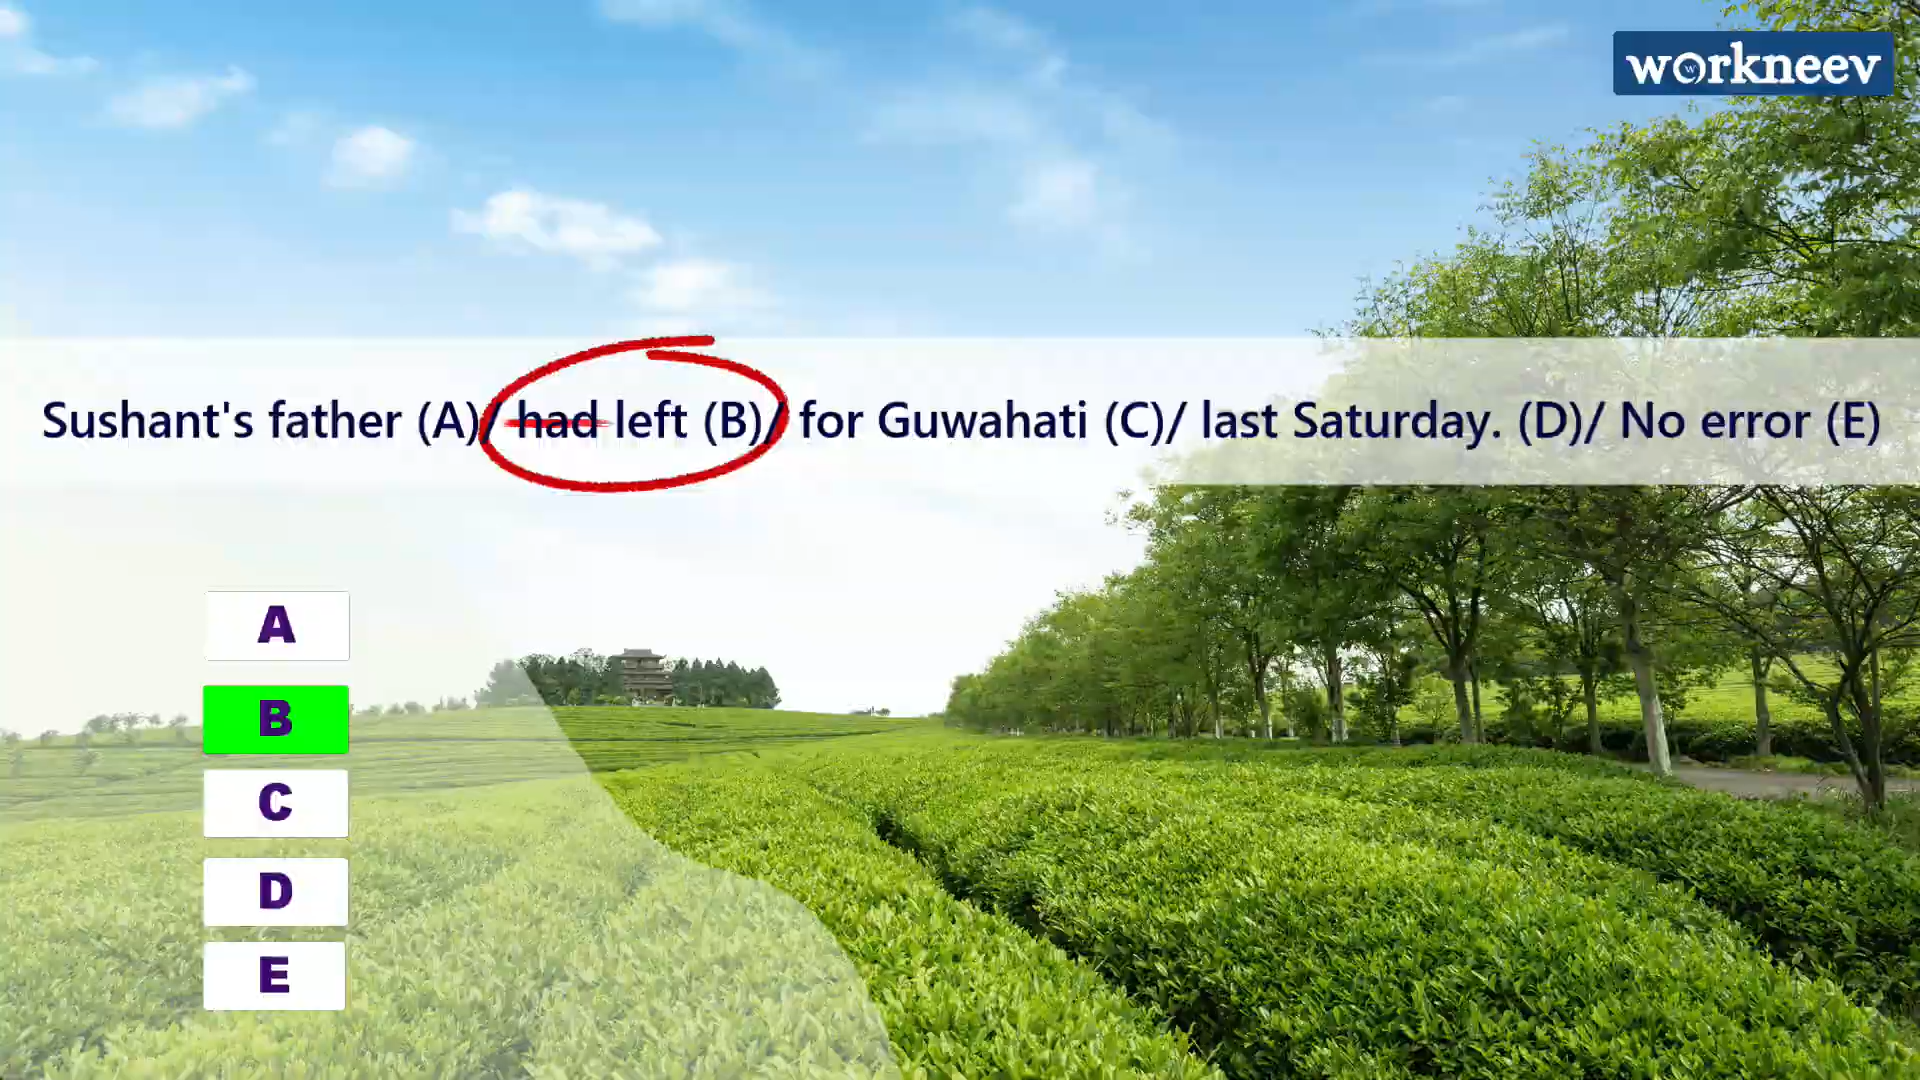 workneev
Sushant's father (A)/ had left (B)/ for Guwahati (C)/ last Saturday. (D)/ No error (E)
A
B
C
D
E